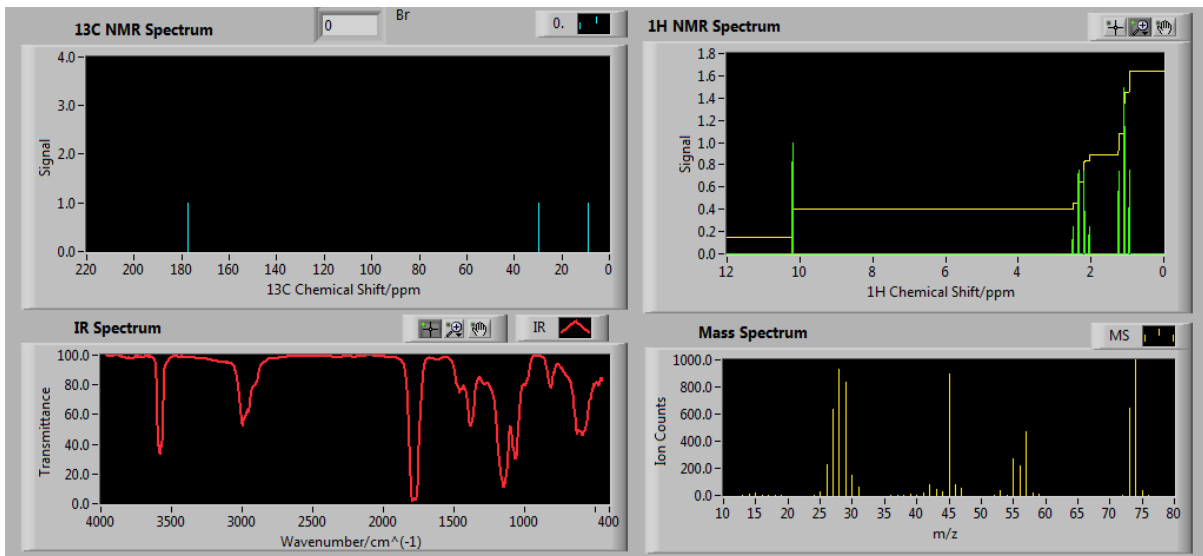 13C NMR Spectrum
0
Br
0.
4.0
3.0
2.0
1.0
0.0
Signal
220 200 180 160 140 120 100 80 60 40 20 0
13C Chemical Shift/ppm
1H NMR Spectrum
1.8
1.6
1.4
1.2
1.0
0.8
0.6
0.4
0.2
0.0
Signal
12 10 8 6 4 2 0
1H Chemical Shift/ppm
IR Spectrum
IR
100.0
80.0
60.0
40.0
20.0
0.0
Transmittance
4000 3500 3000 2500 2000 1500 1000 400
Wavenumber/cm^(-1)
Mass Spectrum
MS
1000.0
800.0
600.0
400.0
200.0
0.0
Ion Counts
10 15 20 25 30 35 40 45 50 55 60 65 70 75 80
m/z